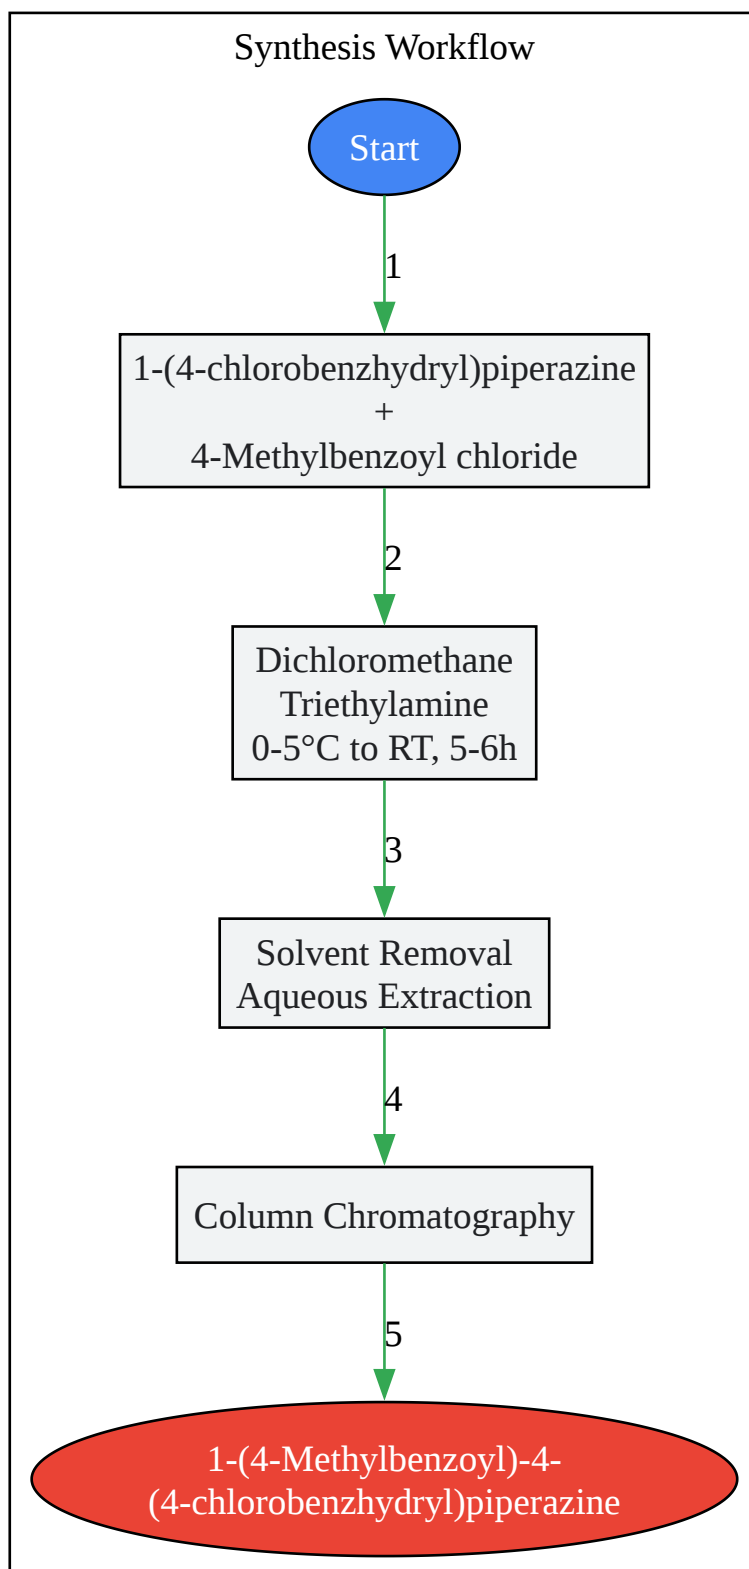 Synthesis Workflow
Start
1
1-(4-chlorobenzhydryl)piperazine
+
4-Methylbenzoyl chloride
2
Dichloromethane
Triethylamine
0-5°C to RT, 5-6h
3
Solvent Removal
Aqueous Extraction
4
Column Chromatography
5
1-(4-Methylbenzoyl)-4-
(4-chlorobenzhydryl)piperazine